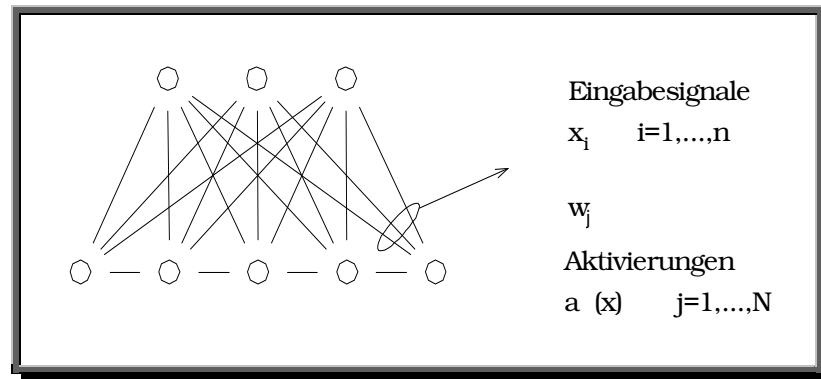 Eingabesignale
x_i i=1,...,n
w_j
Aktivierungen
a (x) j=1,...,N